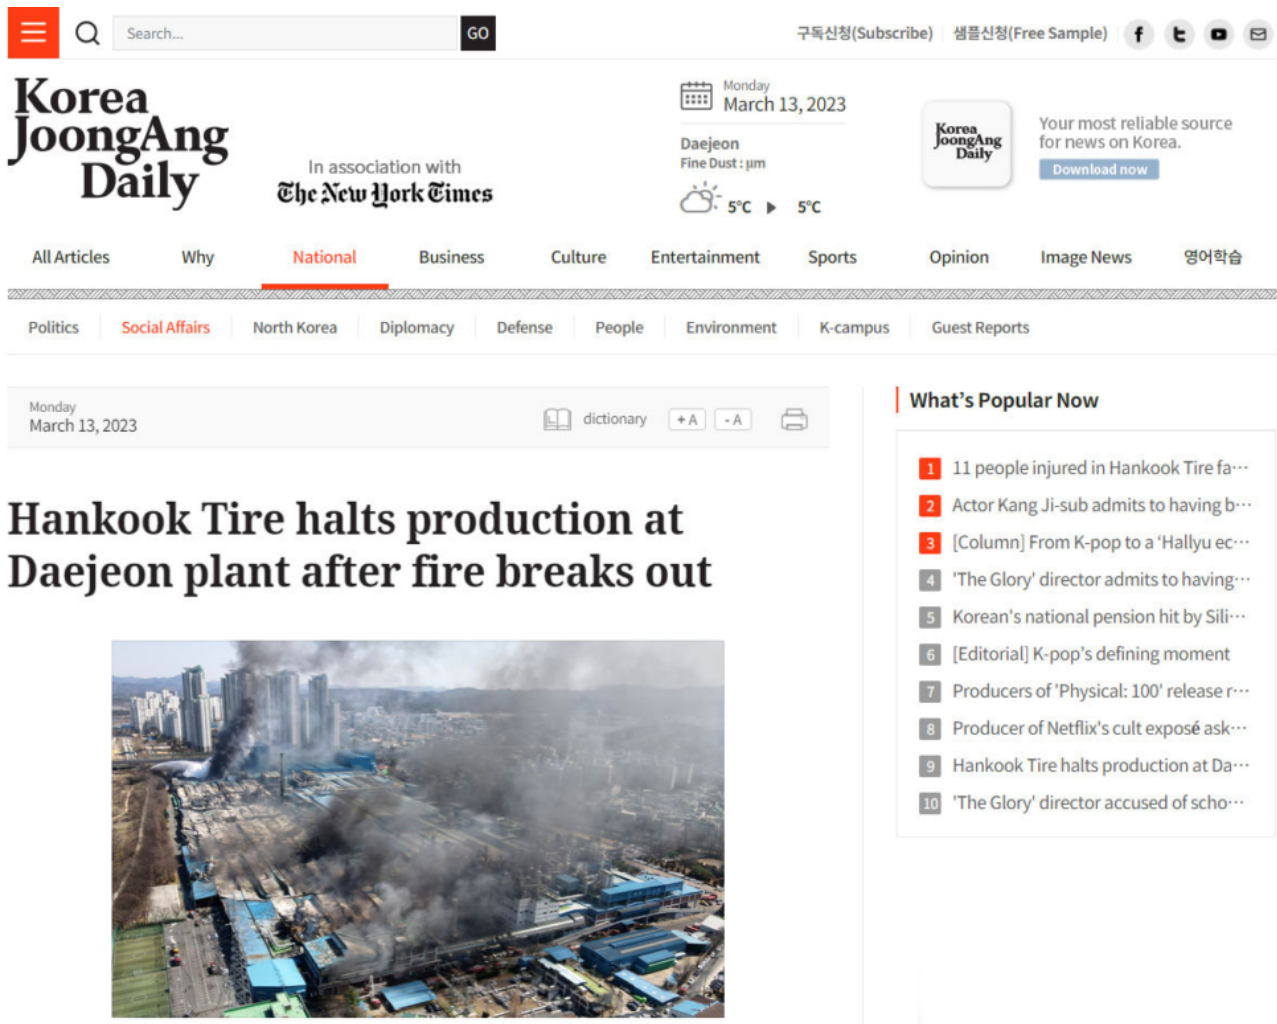 Search...
GO
구독신청(Subscribe)
샘플신청(Free Sample)
Korea
JoongAng
Daily
In association with
The New York Times
Monday
March 13, 2023
Daejeon
Fine Dust : µm
5°C ▶ 5°C
Korea
JoongAng
Daily
Your most reliable source
for news on Korea.
Download now
All Articles Why National Business Culture Entertainment Sports Opinion Image News 영어학습
Politics Social Affairs North Korea Diplomacy Defense People Environment K-campus Guest Reports
Monday
March 13, 2023
dictionary
+ A
- A
Hankook Tire halts production at
Daejeon plant after fire breaks out
What's Popular Now
1 11 people injured in Hankook Tire fa···
2 Actor Kang Ji-sub admits to having b···
3 [Column] From K-pop to a ‘Hallyu ec···
4 'The Glory' director admits to having···
5 Korean's national pension hit by Sili···
6 [Editorial] K-pop’s defining moment
7 Producers of 'Physical: 100' release r···
8 Producer of Netflix's cult exposé ask···
9 Hankook Tire halts production at Da···
10 'The Glory' director accused of scho···